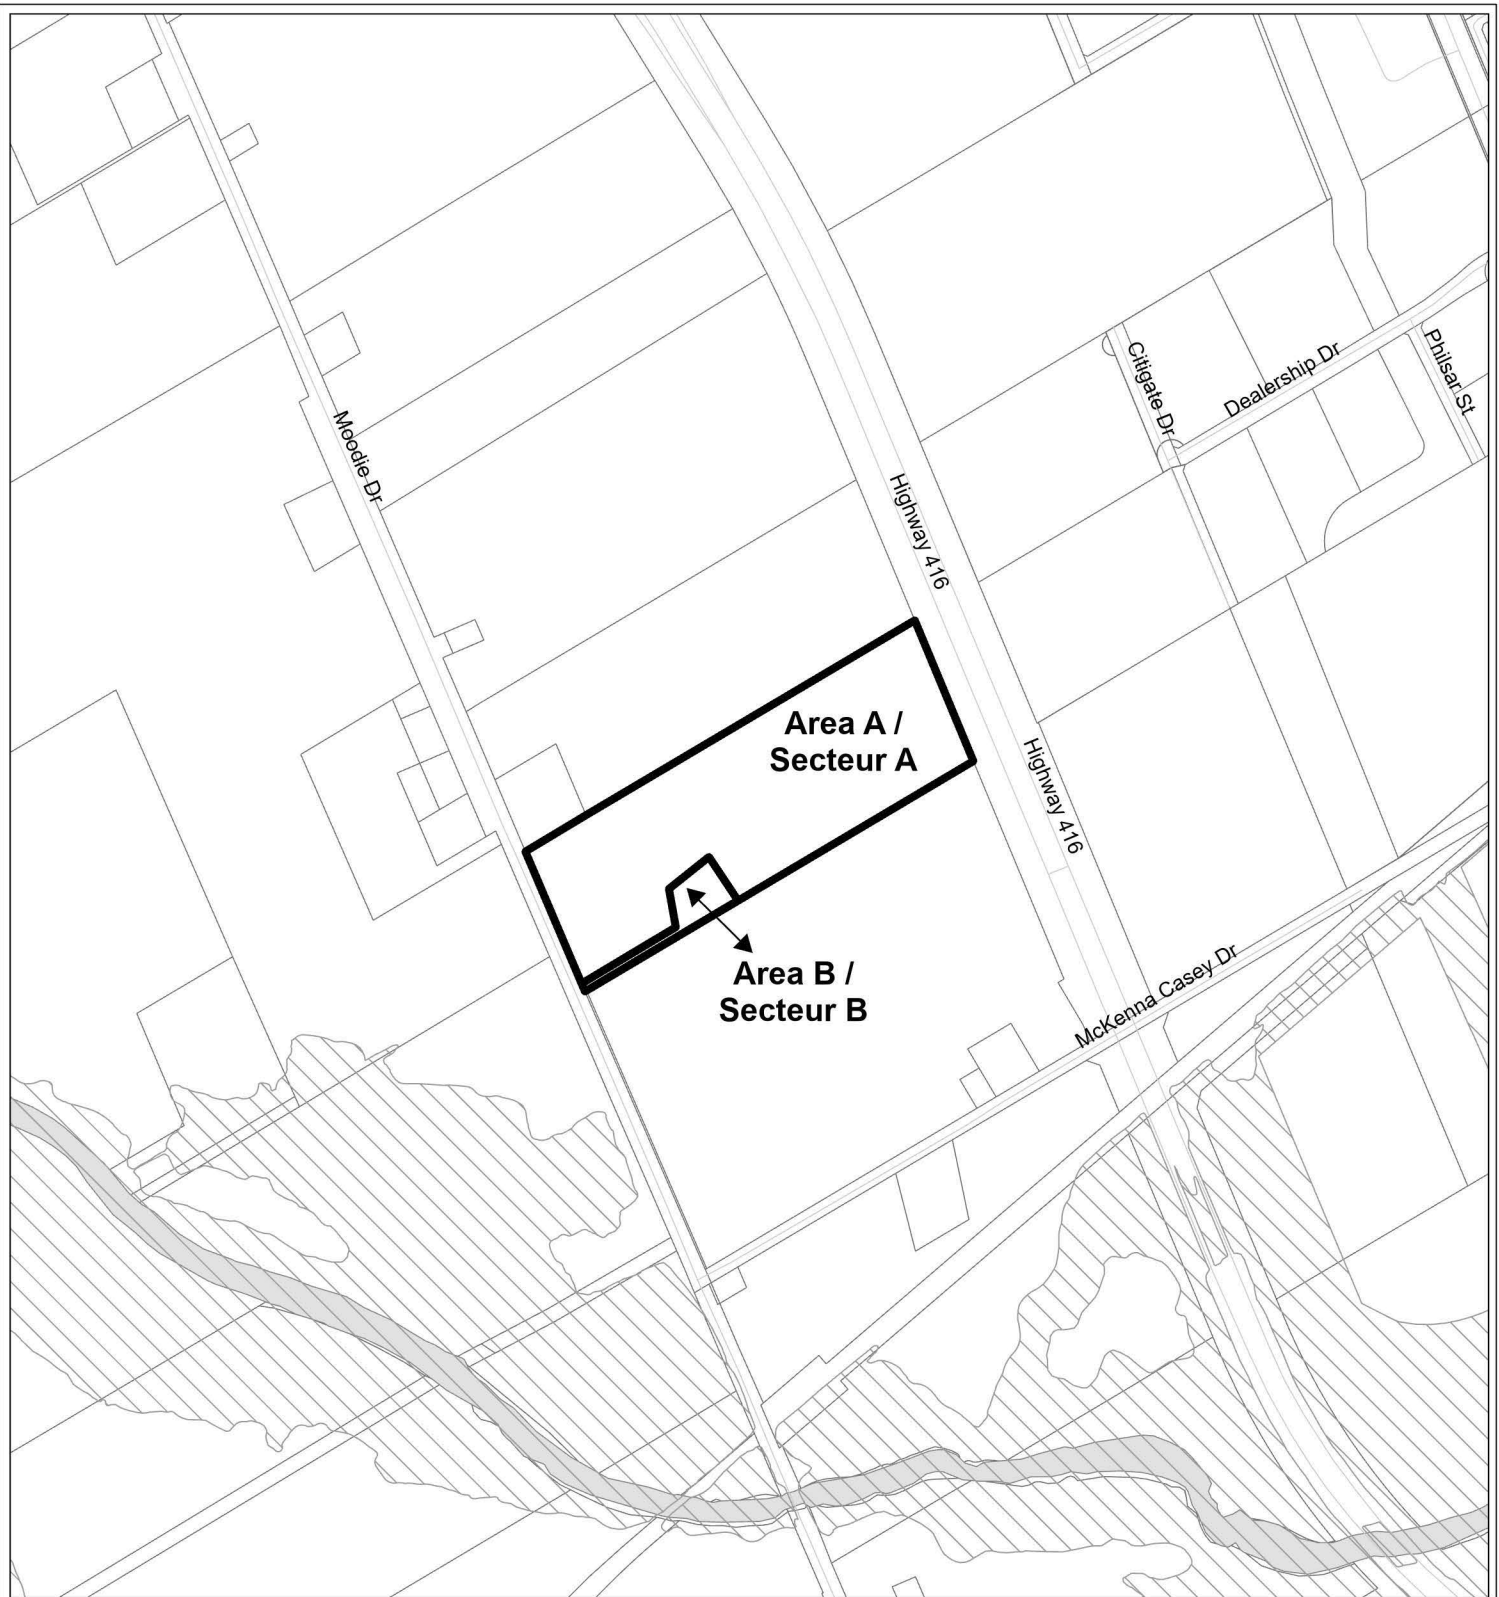 Citigate Dr
Dealership Dr
Philsar St
Moodie Dr
Highway 416
Area A /
Secteur A
Highway 416
Area B /
Secteur B
McKenna Casey Dr